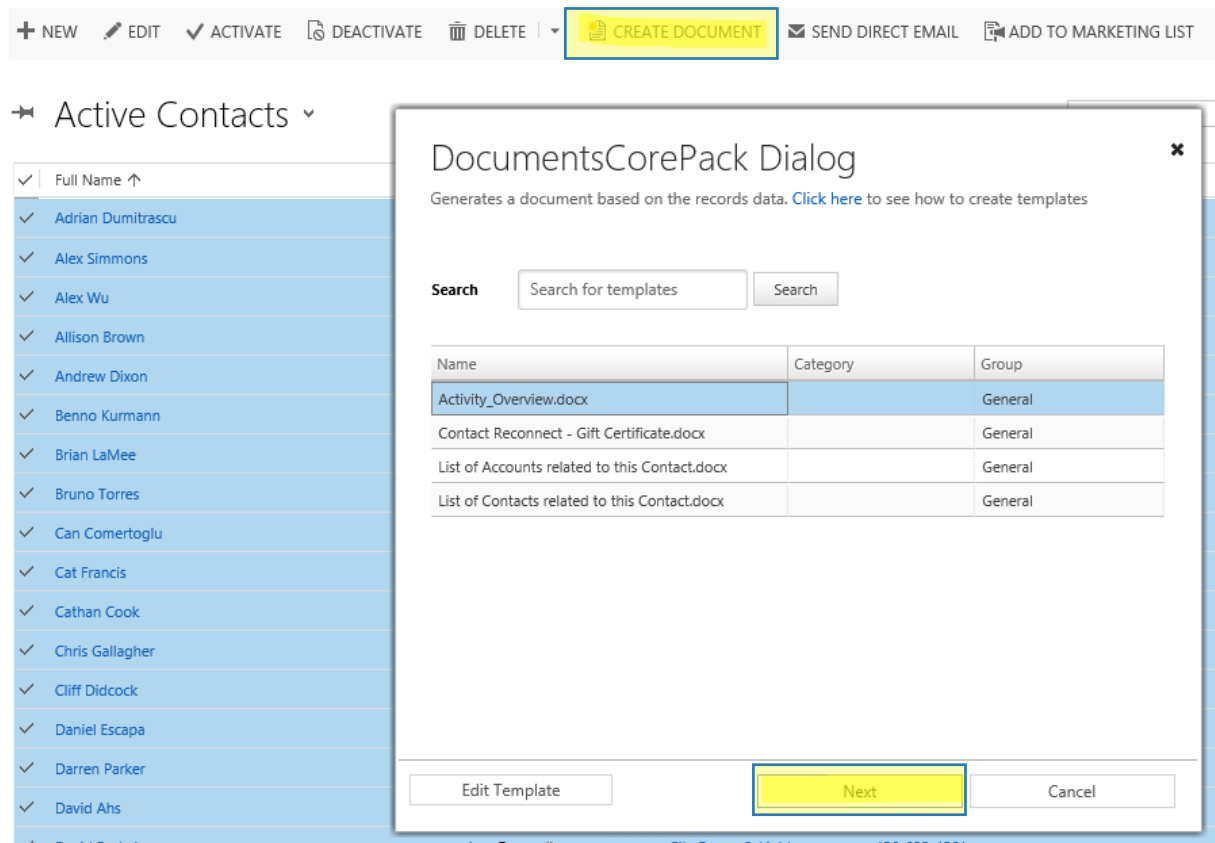 NEW EDIT ACTIVATE DEACTIVATE DELETE CREATE DOCUMENT SEND DIRECT EMAIL ADD TO MARKETING LIST
Active Contacts
Full Name ↑
Adrian Dumitrascu
Alex Simmons
Alex Wu
Allison Brown
Andrew Dixon
Benno Kurmann
Brian LaMee
Bruno Torres
Can Comertoglu
Cat Francis
Cathan Cook
Chris Gallagher
Cliff Didcock
Daniel Escapa
Darren Parker
David Ahs
DocumentsCorePack Dialog
Generates a document based on the records data. Click here to see how to create templates
Search Search for templates Search
Name Category Group
Activity_Overview.docx General
Contact Reconnect - Gift Certificate.docx General
List of Accounts related to this Contact.docx General
List of Contacts related to this Contact.docx General
Edit Template Next Cancel